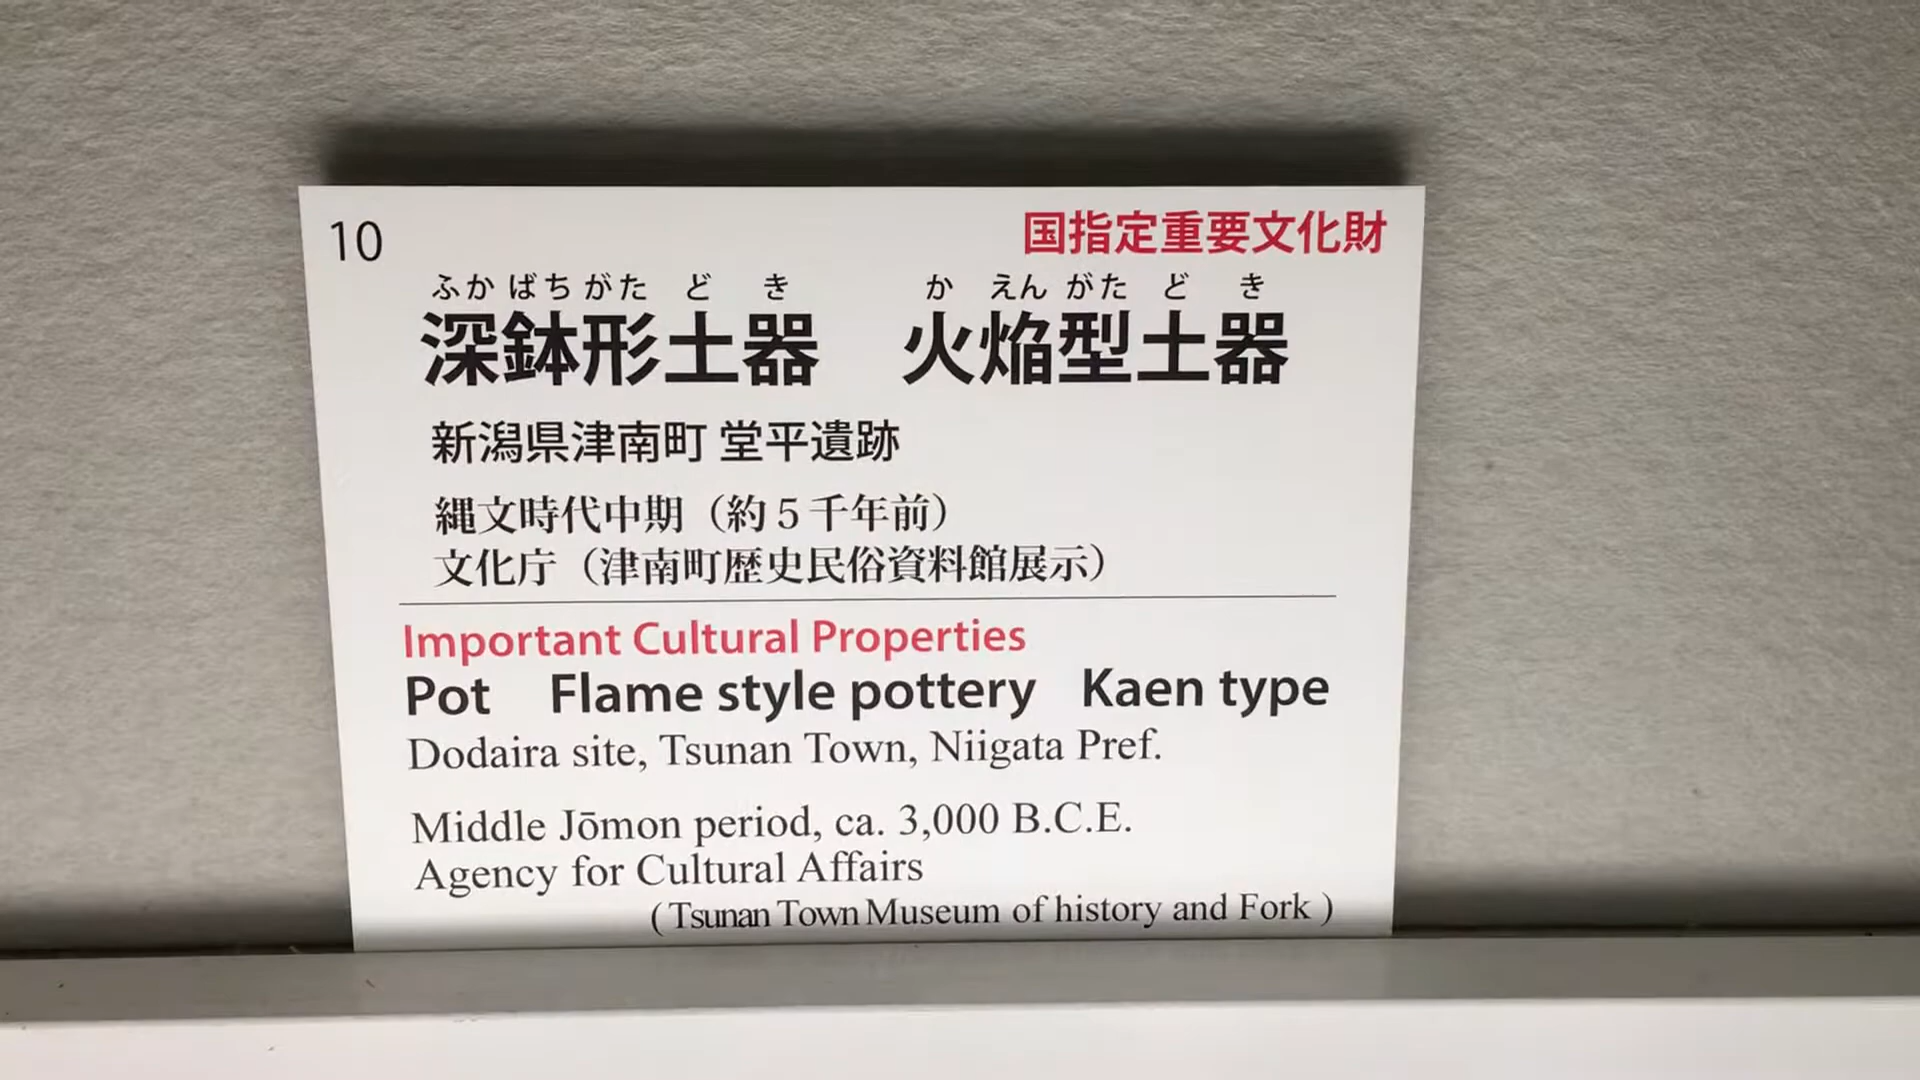 10
国指定重要文化財
ふかばちがたどき かえんがたどき
深鉢形土器 火焔型土器
新潟県津南町 堂平遺跡
縄文時代中期（約５千年前）
文化庁（津南町歴史民俗資料館展示）
Important Cultural Properties
Pot Flame style pottery Kaen type
Dodaira site, Tsunan Town, Niigata Pref.
Middle Jōmon period, ca. 3,000 B.C.E.
Agency for Cultural Affairs
( Tsunan Town Museum of history and Fork )